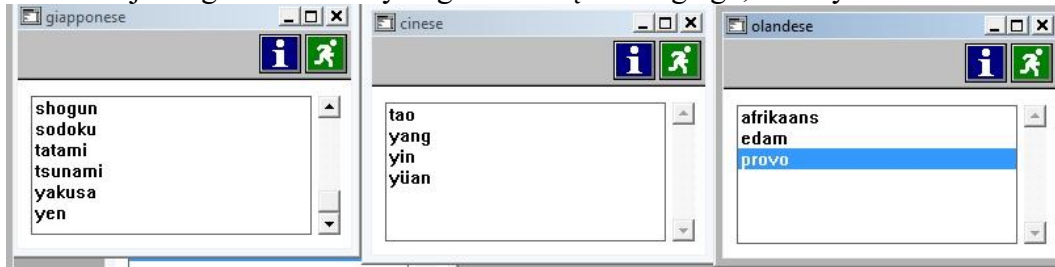 giapponese
shogun
sodoku
tatami
tsunami
yakusa
yen
cinese
tao
yang
yin
yüan
olandese
afrikaans
edam
provo